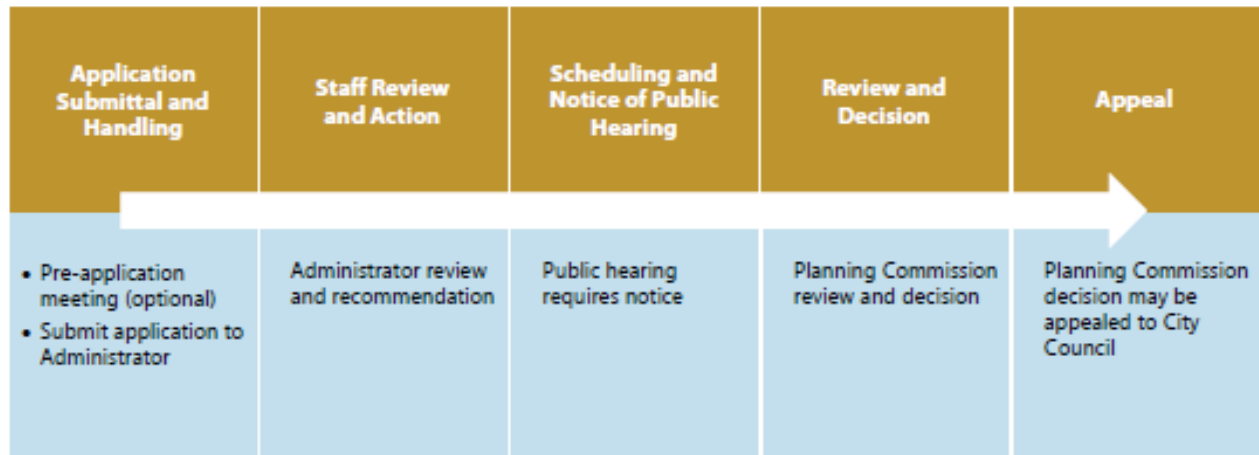 Application
Submittal and
Handling
Staff Review
and Action
Scheduling and
Notice of Public
Hearing
Review and
Decision
Appeal
• Pre-application
meeting (optional)
• Submit application to
Administrator
Administrator review
and recommendation
Public hearing
requires notice
Planning Commission
review and decision
Planning Commission
decision may be
appealed to City
Council